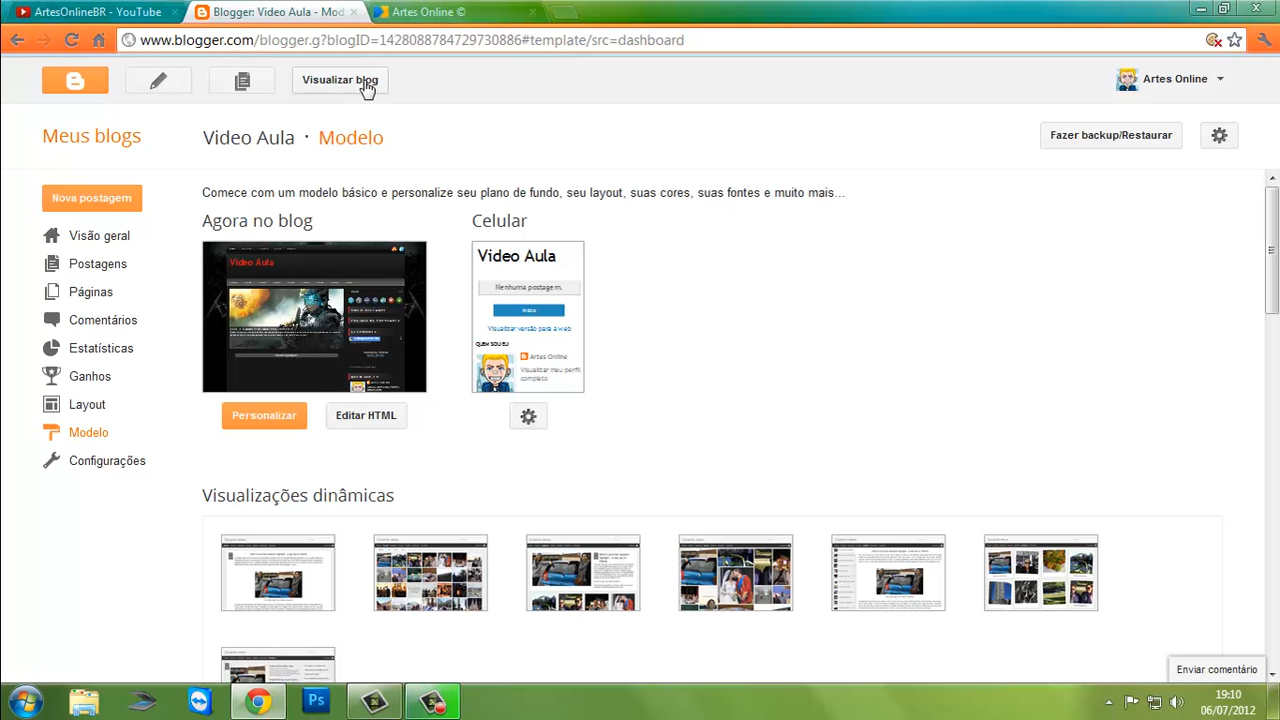 ArtesOnlineBR - YouTube
Blogger: Video Aula - Mod
Artes Online ©
www.blogger.com/blogger.g?blogID=1428088784729730886#template/src=dashboard
Visualizar blog
Artes Online
Meus blogs
Video Aula · Modelo
Fazer backup/Restaurar
Nova postagem
Comece com um modelo básico e personalize seu plano de fundo, seu layout, suas cores, suas fontes e muito mais...
Agora no blog
Celular
Visão geral
Postagens
Páginas
Comentários
Estatísticas
Ganhos
Layout
Modelo
Configurações
Video Aula
Video Aula
Nenhuma postagem.
Início
Visualizar versão para a web
QUEM SOU EU
Artes Online
Visualizar meu perfil
completo
Personalizar
Editar HTML
Visualizações dinâmicas
Enviar comentário
Ps
19:10
06/07/2012